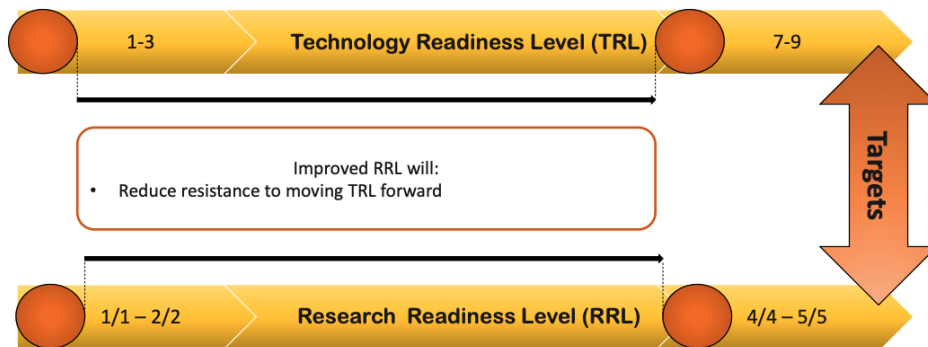 1-3
Technology Readiness Level (TRL)
7-9
Improved RRL will:
• Reduce resistance to moving TRL forward
Targets
1/1 – 2/2
Research Readiness Level (RRL)
4/4 – 5/5